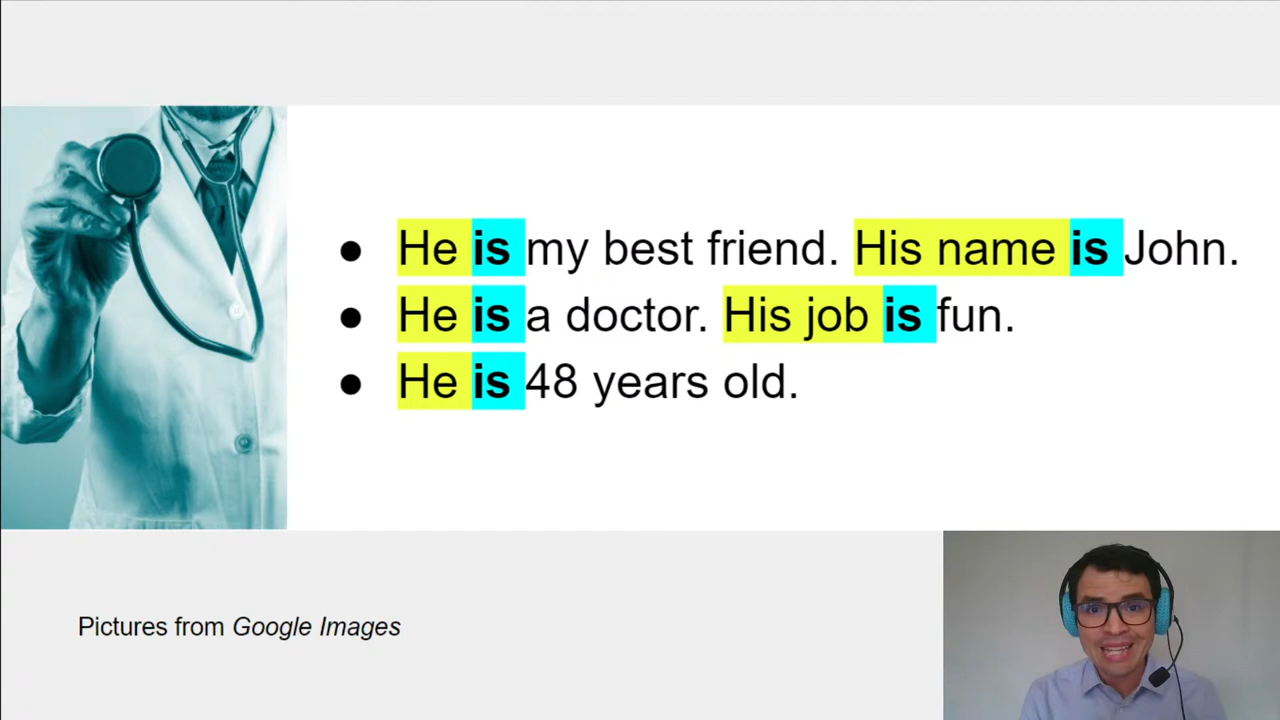 ● He is my best friend. His name is John.
● He is a doctor. His job is fun.
● He is 48 years old.
Pictures from Google Images